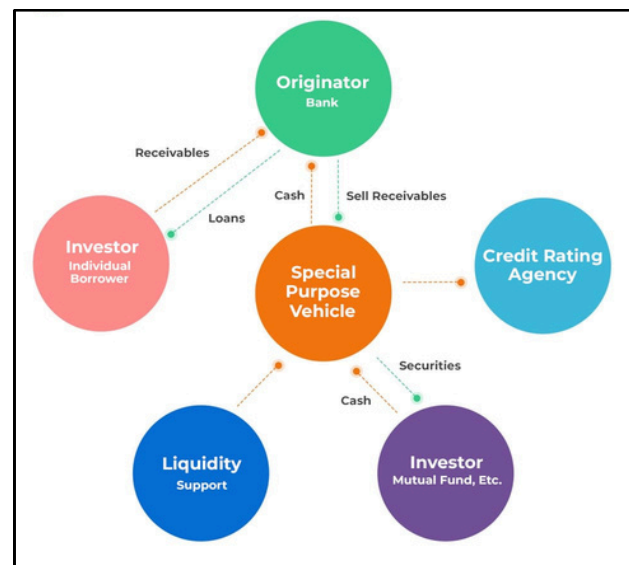 Originator
Bank
Receivables
Loans
Cash
Sell Receivables
Investor
Individual
Borrower
Special
Purpose
Vehicle
Credit Rating
Agency
Securities
Cash
Liquidity
Support
Investor
Mutual Fund, Etc.